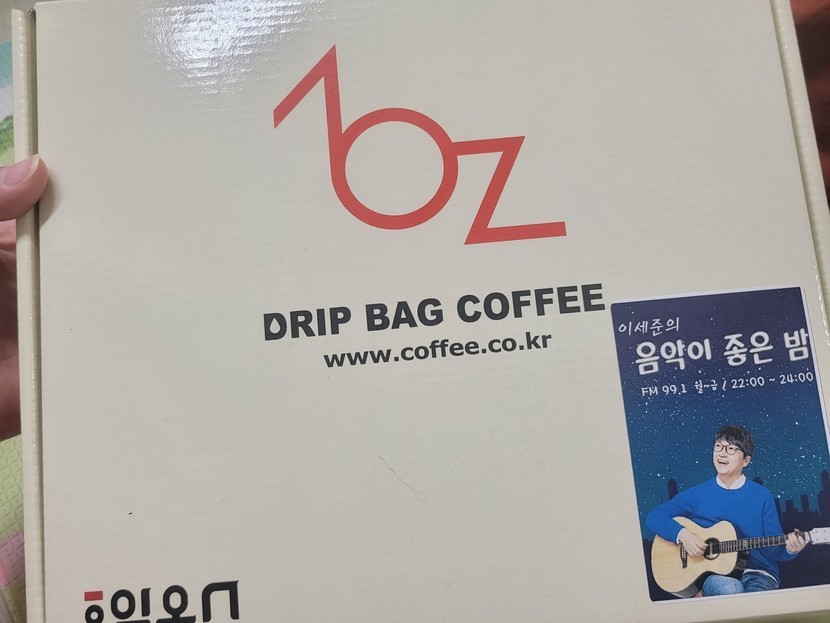 1oz
DRIP BAG COFFEE
www.coffee.co.kr
이세준의
음악이 좋은 밤
FM 99.1 월~금 / 22:00 ~ 24:00